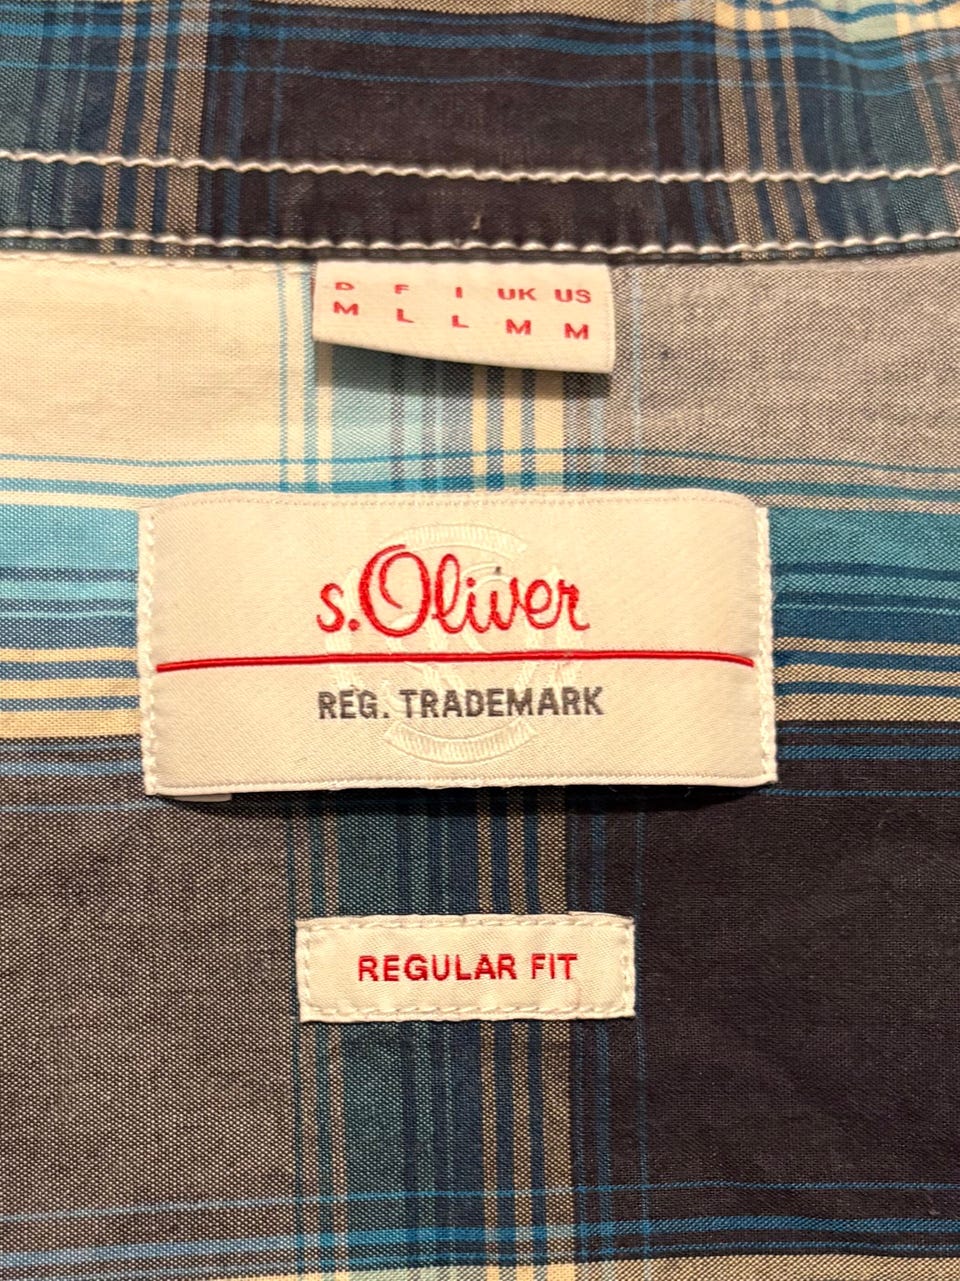 D F I UK US
M L L M M
s.Oliver
REG. TRADEMARK
REGULAR FIT